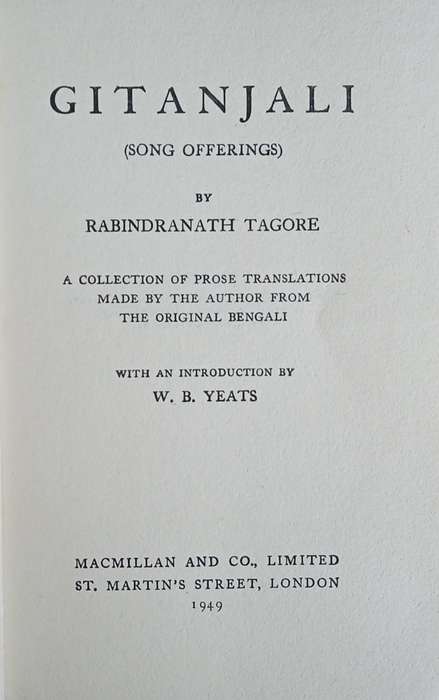 GITANJALI
(SONG OFFERINGS)
BY
RABINDRANATH TAGORE
A COLLECTION OF PROSE TRANSLATIONS
MADE BY THE AUTHOR FROM
THE ORIGINAL BENGALI
WITH AN INTRODUCTION BY
W. B. YEATS
MACMILLAN AND CO., LIMITED
ST. MARTIN'S STREET, LONDON
1949